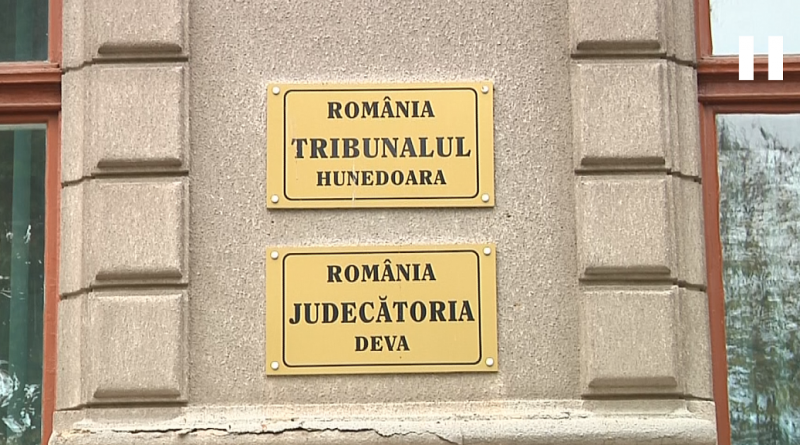 ROMÂNIA
TRIBUNALUL
HUNEDOARA
ROMÂNIA
JUDECĂTORIA
DEVA